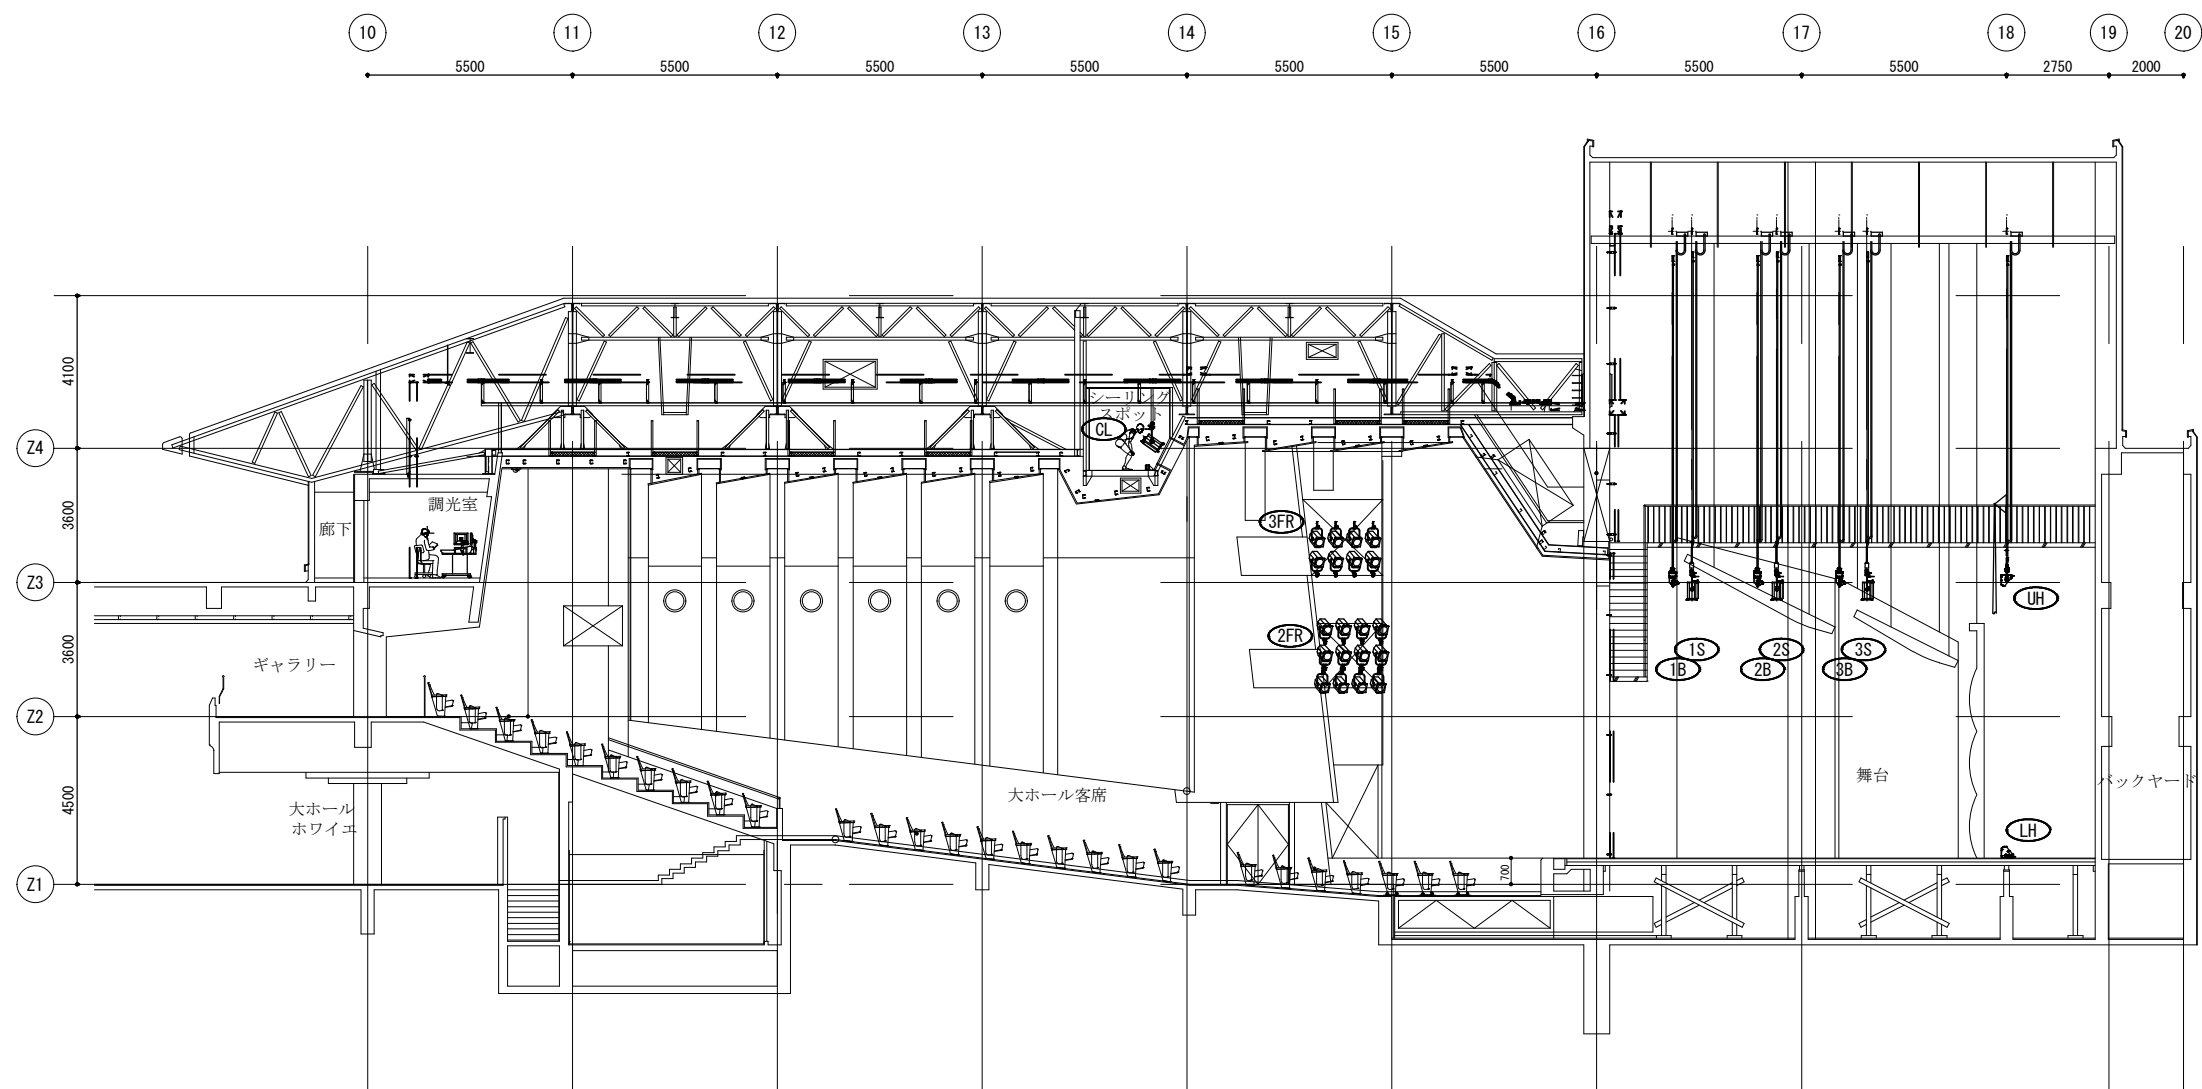 10 11 12 13 14 15 16 17 18 19 20
5500 5500 5500 5500 5500 5500 5500 5500 2750 2000
4100
シーリング
スポット
CL
Z4
調光室
3600
廊下
3FR
Z3
UH
2FR
3600
ギャラリー
1S 2S 3S
1B 2B 3B
Z2
舞台
バックヤード
4500
大ホール
ホワイエ
大ホール客席
LH
700
Z1